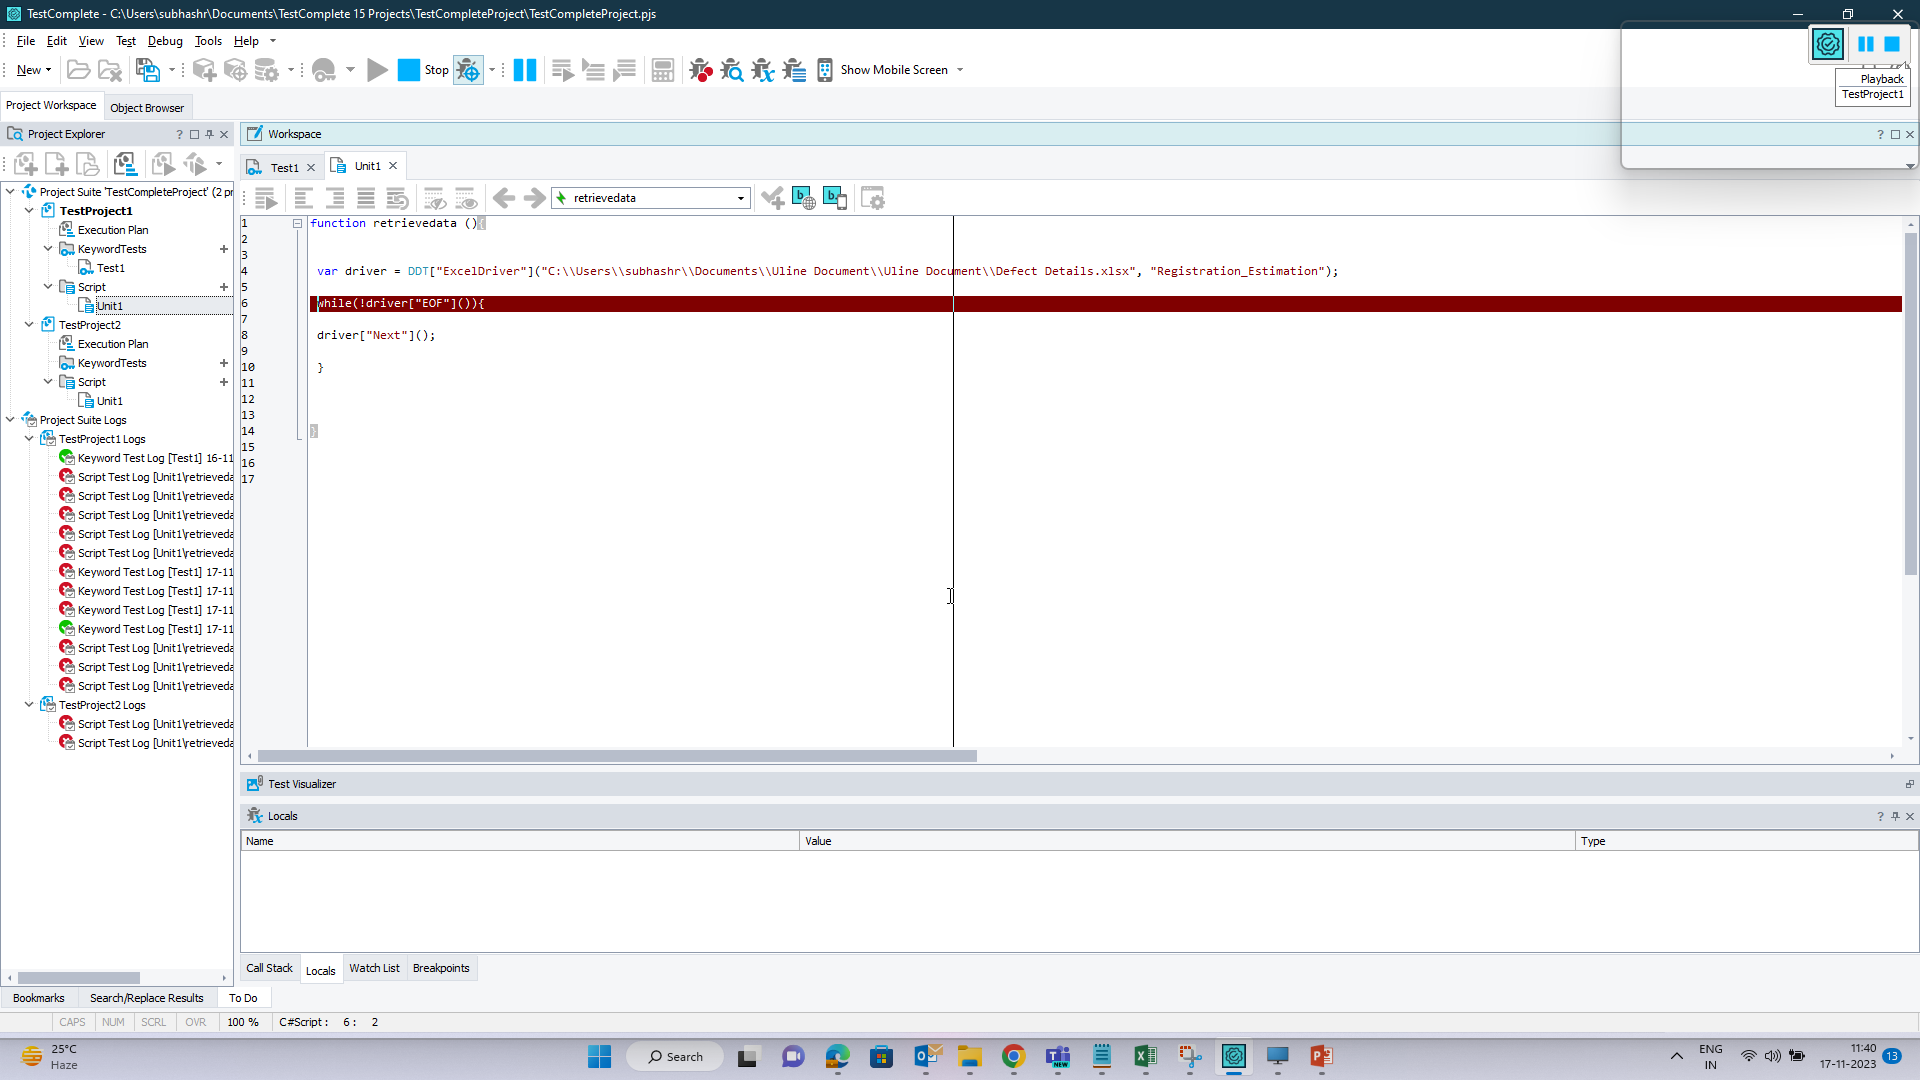 TestComplete - C:\Users\subhashr\Documents\TestComplete 15 Projects\TestCompleteProject\TestCompleteProject.pjs
File Edit View Test Debug Tools Help
New Stop Show Mobile Screen
Playback
TestProject1
Project Workspace Object Browser
Project Explorer
Workspace
Test1 Unit1
retrievedata
Project Suite 'TestCompleteProject' (2 pr
TestProject1
Execution Plan
KeywordTests
Test1
Script
Unit1
TestProject2
Execution Plan
KeywordTests
Script
Unit1
Project Suite Logs
TestProject1 Logs
Keyword Test Log [Test1] 16-11
Script Test Log [Unit1\retrieveda
Script Test Log [Unit1\retrieveda
Script Test Log [Unit1\retrieveda
Script Test Log [Unit1\retrieveda
Script Test Log [Unit1\retrieveda
Keyword Test Log [Test1] 17-11
Keyword Test Log [Test1] 17-11
Keyword Test Log [Test1] 17-11
Keyword Test Log [Test1] 17-11
Script Test Log [Unit1\retrieveda
Script Test Log [Unit1\retrieveda
Script Test Log [Unit1\retrieveda
TestProject2 Logs
Script Test Log [Unit1\retrieveda
Script Test Log [Unit1\retrieveda
1 function retrievedata (){
2
3
4 var driver = DDT["ExcelDriver"]("C:\\Users\\subhashr\\Documents\\Uline Document\\Uline Document\\Defect Details.xlsx", "Registration_Estimation");
5
6 while(!driver["EOF"]()){
7
8 driver["Next"]();
9
10 }
11
12
13
14 }
15
16
17
Test Visualizer
Locals
Name Value Type
Call Stack Locals Watch List Breakpoints
Bookmarks Search/Replace Results To Do
CAPS NUM SCRL OVR 100 % C#Script : 6 : 2
25°C
Haze
Search
NEW
ENG
IN
11:40
17-11-2023
13